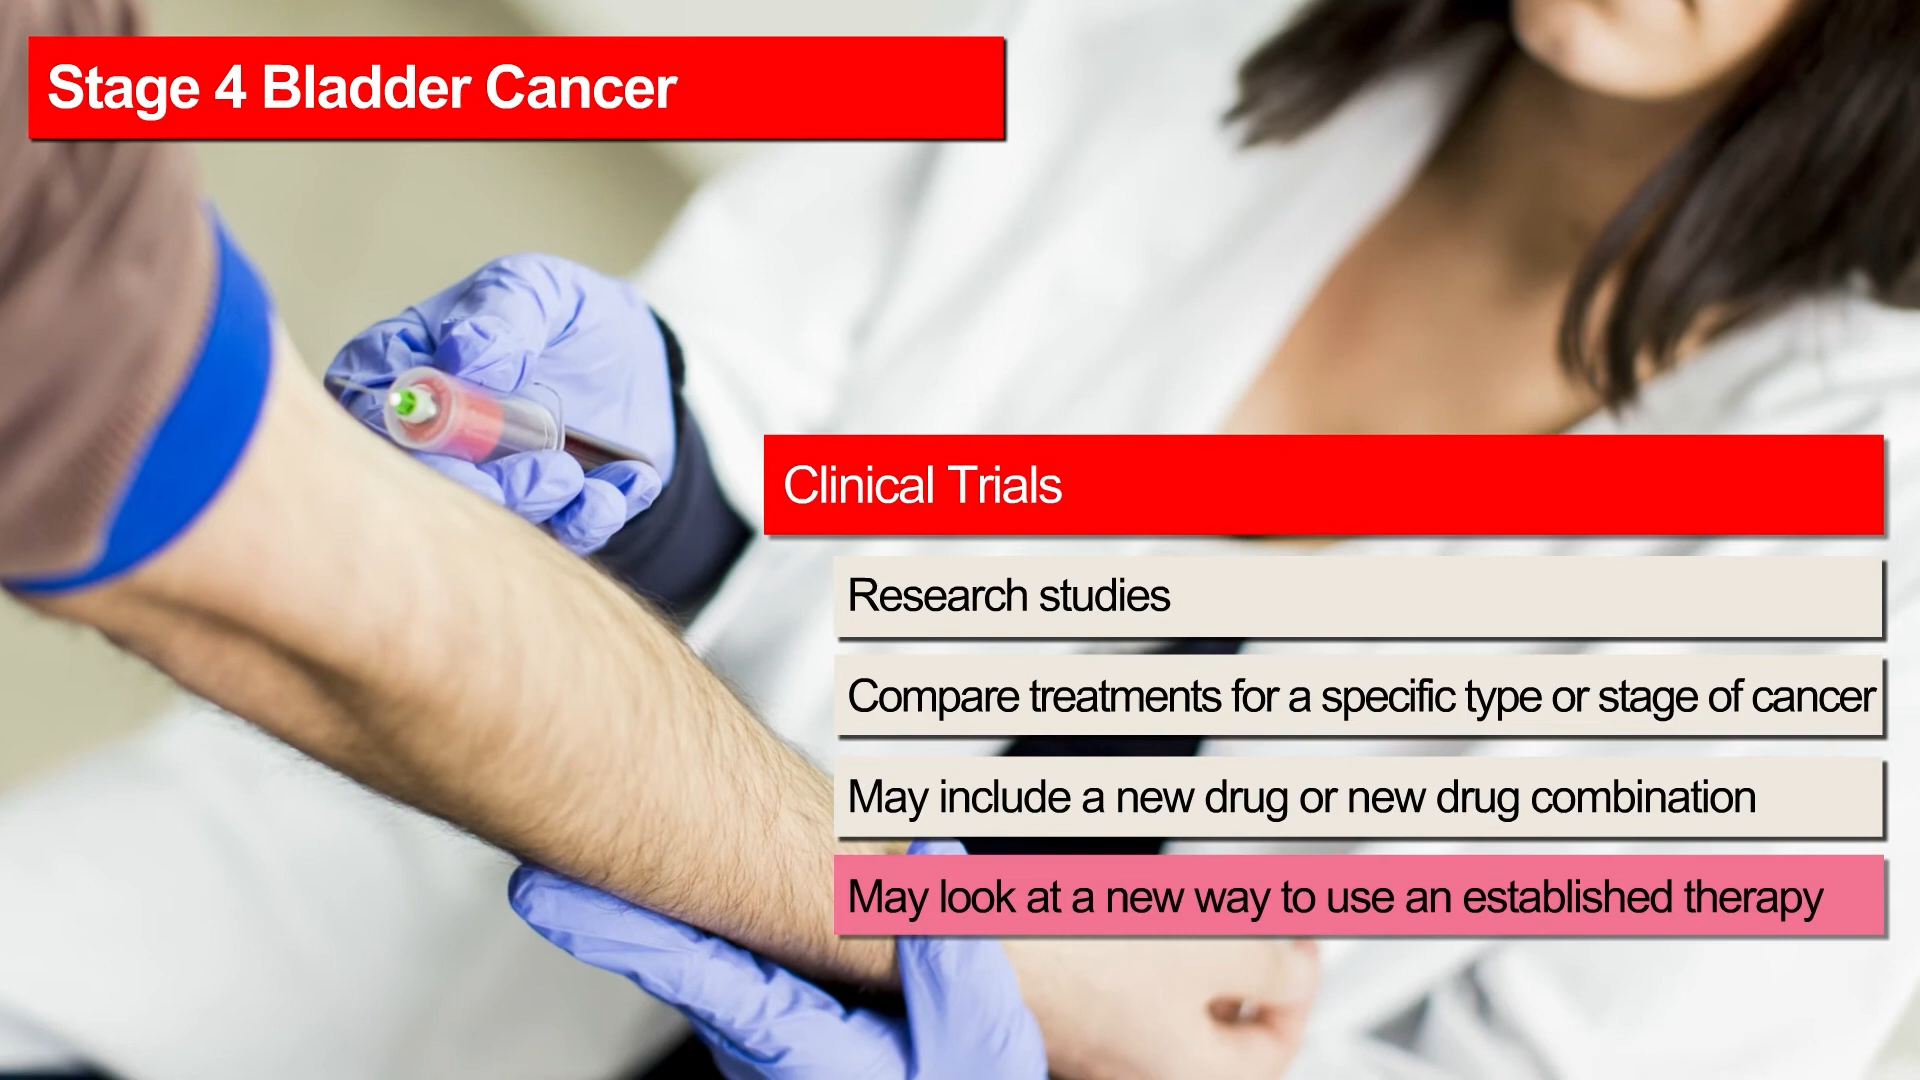 Stage 4 Bladder Cancer
Clinical Trials
Research studies
Compare treatments for a specific type or stage of cancer
May include a new drug or new drug combination
May look at a new way to use an established therapy